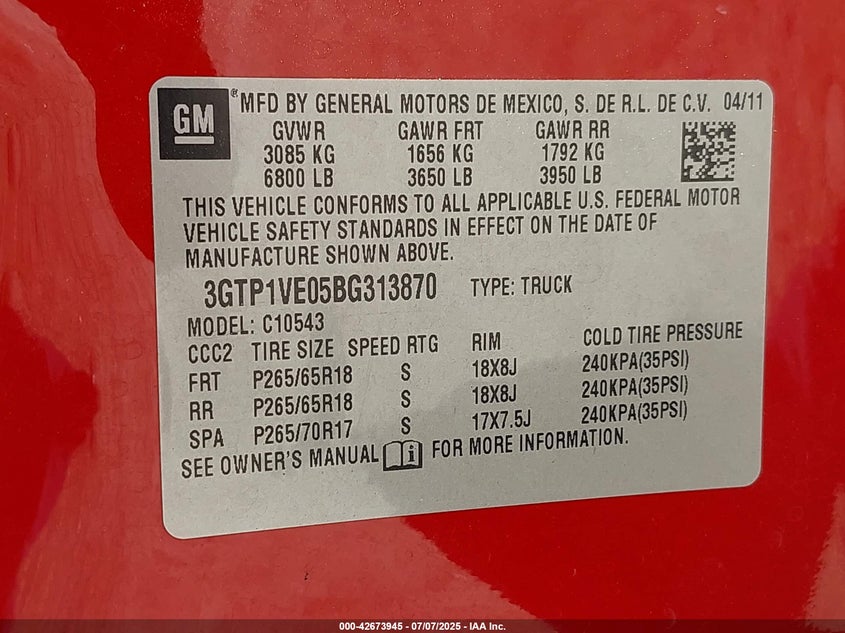 GM ® MFD BY GENERAL MOTORS DE MEXICO, S. DE R.L. DE C.V. 04/11
GVWR GAWR FRT GAWR RR
3085 KG 1656 KG 1792 KG
6800 LB 3650 LB 3950 LB
THIS VEHICLE CONFORMS TO ALL APPLICABLE U.S. FEDERAL MOTOR
VEHICLE SAFETY STANDARDS IN EFFECT ON THE DATE OF
MANUFACTURE SHOWN ABOVE.
3GTP1VE05BG313870 TYPE: TRUCK
MODEL: C10543
CCC2 TIRE SIZE SPEED RTG RIM COLD TIRE PRESSURE
FRT P265/65R18 S 18X8J 240KPA(35PSI)
RR P265/65R18 S 18X8J 240KPA(35PSI)
SPA P265/70R17 S 17X7.5J 240KPA(35PSI)
SEE OWNER'S MANUAL i FOR MORE INFORMATION.
000-42673945 - 07/07/2025 - IAA Inc.